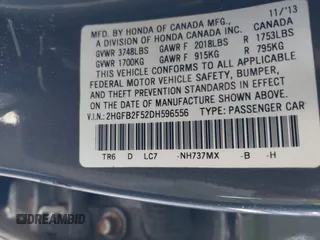 MFD. BY HONDA OF CANADA MFG., CANADA 11/'13
A DIVISION OF HONDA CANADA INC.
GVWR 3748LBS GAWR F 2018LBS R 1753LBS
GVWR 1700KG GAWR F 915KG R 795KG
THIS VEHICLE CONFORMS TO ALL APPLICABLE
FEDERAL MOTOR VEHICLE SAFETY, BUMPER,
AND THEFT PREVENTION STANDARDS IN EFFECT
ON THE DATE OF MANUFACTURE SHOWN ABOVE.
V.I.N.: 2HGFB2F52DH596556 TYPE: PASSENGER CAR
TR6 D LC7 -NH737MX -B -H
DREAMBID